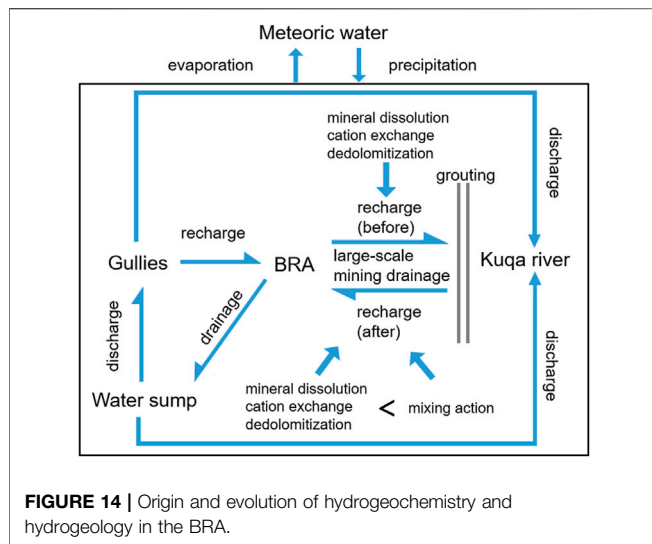 Meteoric water
evaporation
precipitation
mineral dissolution
cation exchange
dedolomitization
grouting
discharge
recharge
(before)
recharge
Gullies
BRA
large-scale
mining drainage
Kuqa river
recharge
(after)
drainage
discharge
discharge
Water sump
mineral dissolution
cation exchange
dedolomitization
<
mixing action
FIGURE 14 | Origin and evolution of hydrogeochemistry and
hydrogeology in the BRA.